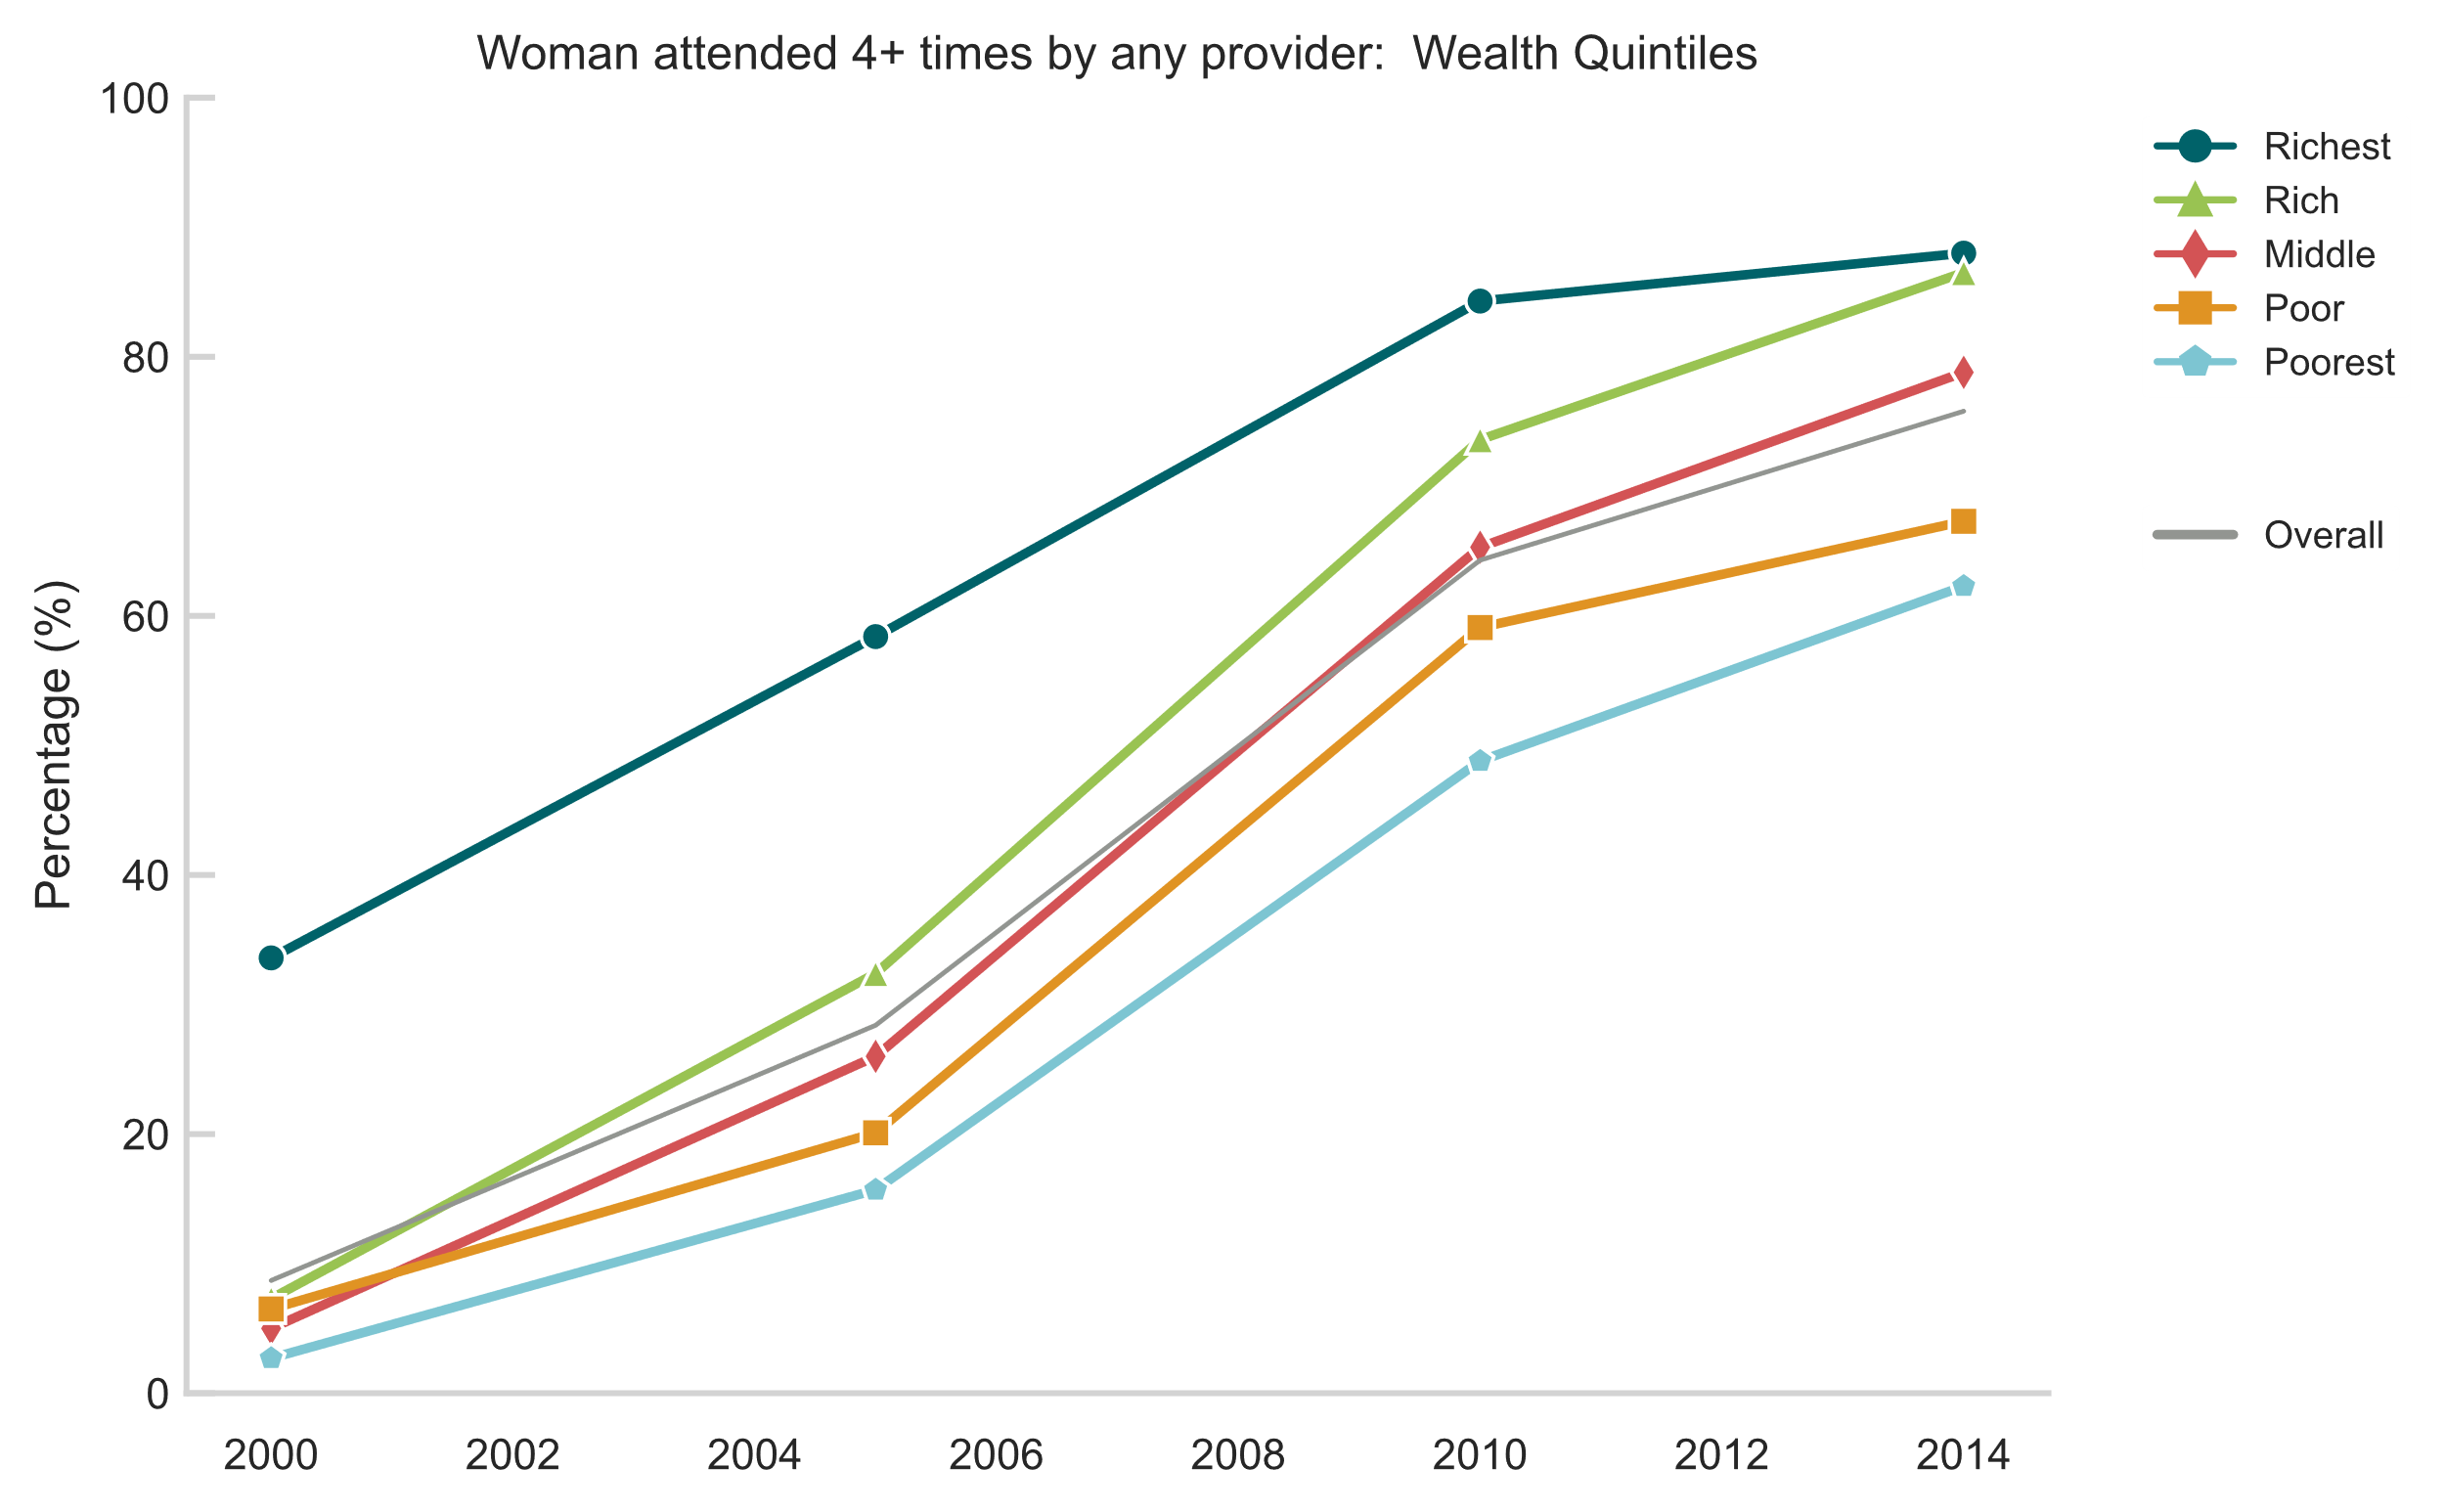 Woman attended 4+ times by any provider:  Wealth Quintiles
Percentage (%)
100
80
60
40
20
0
2000 2002 2004 2006 2008 2010 2012 2014
Richest
Rich
Middle
Poor
Poorest
Overall